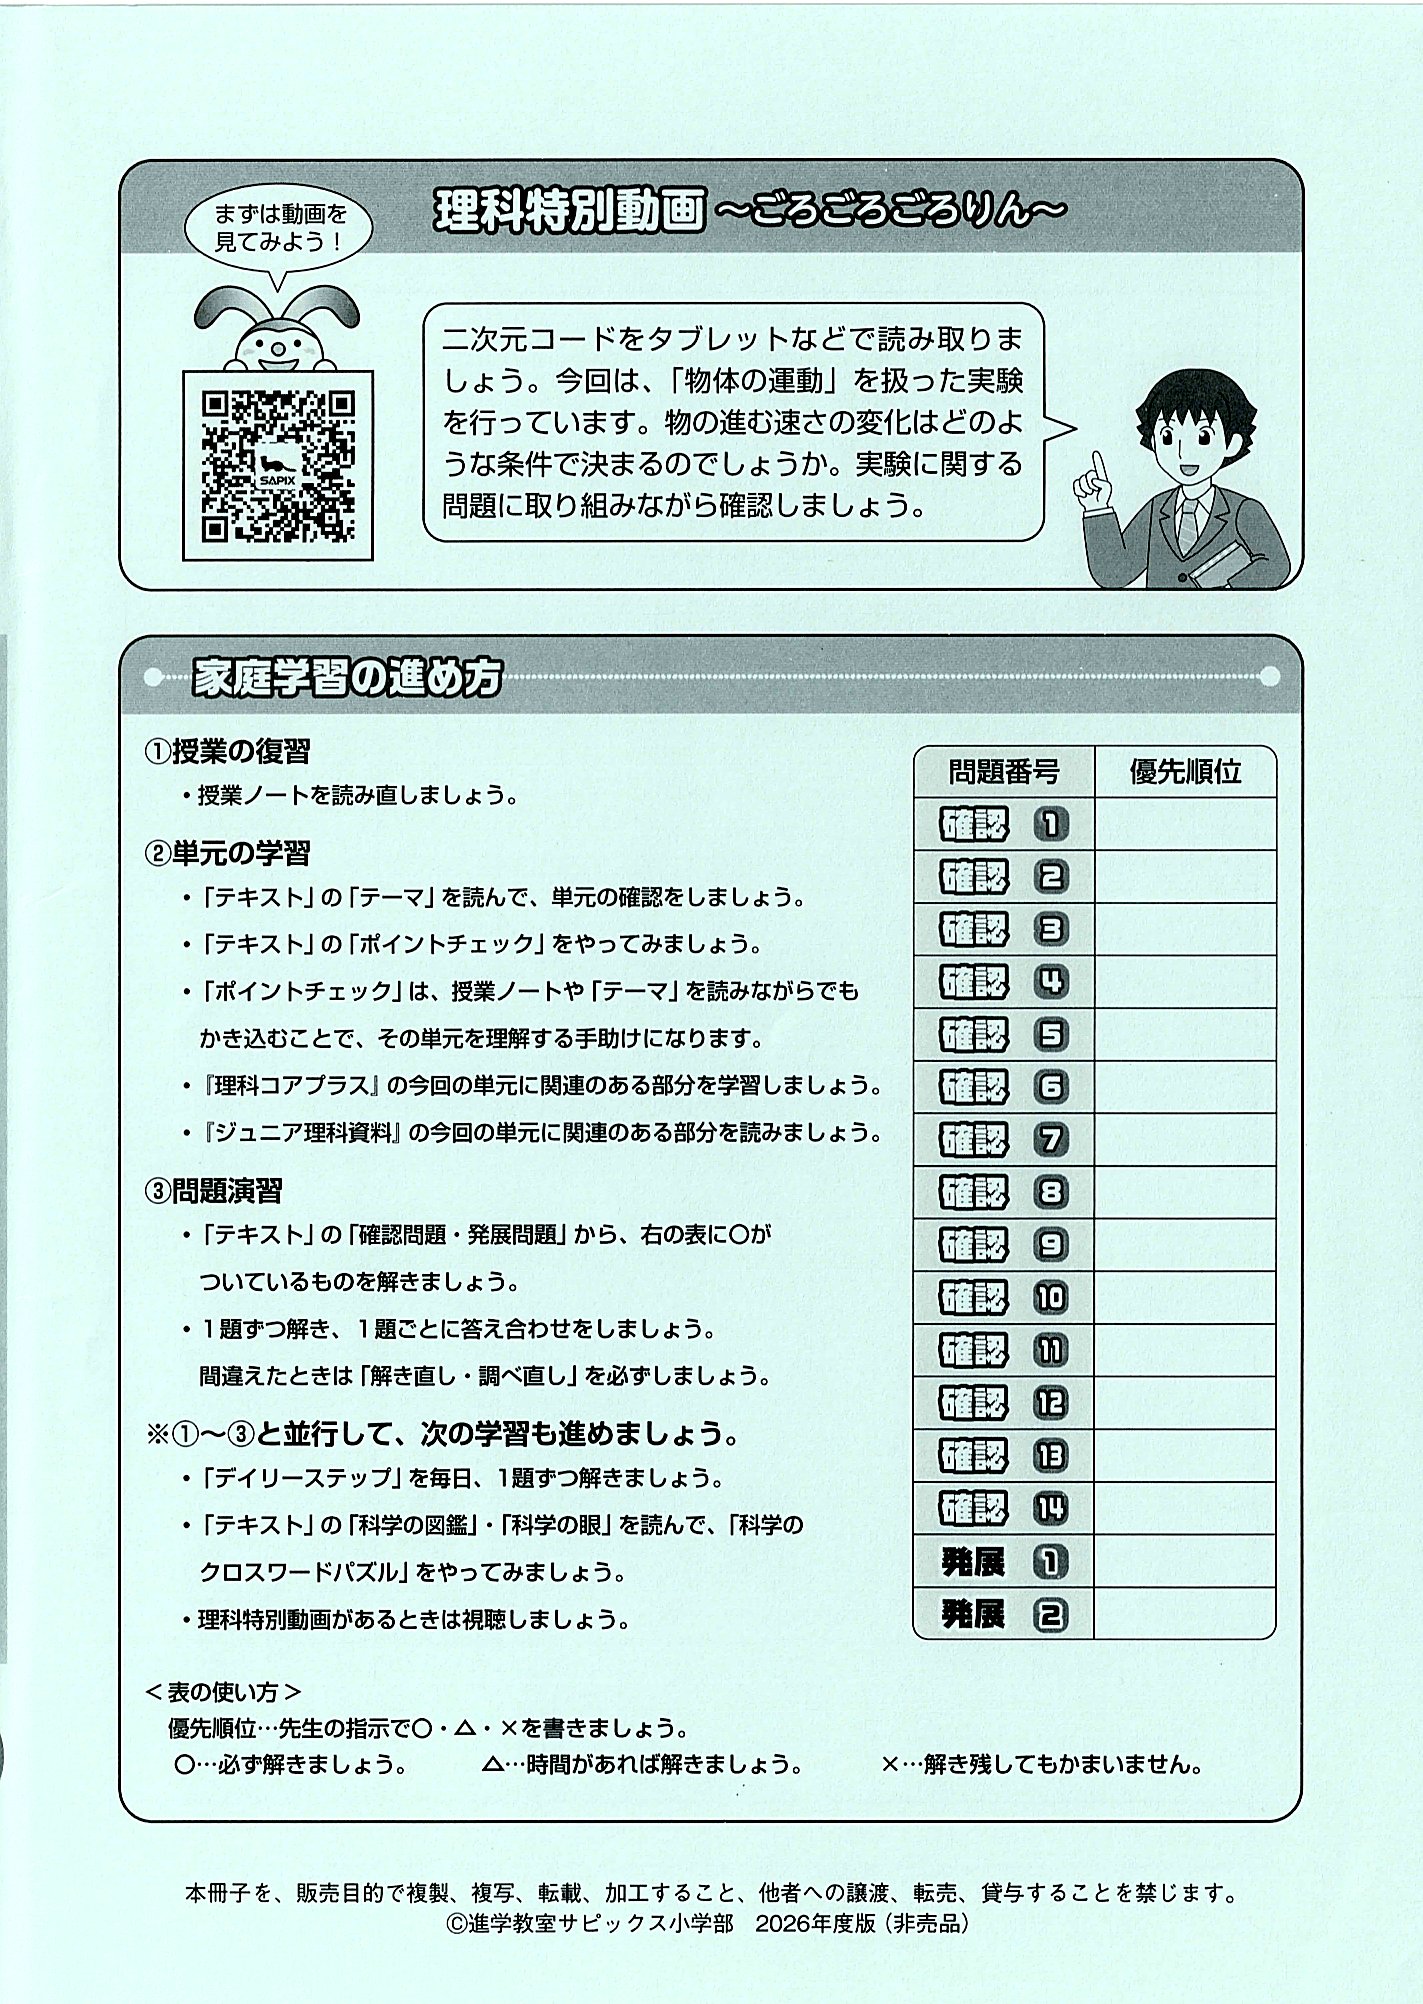 まずは動画を
見てみよう！
理科特別動画 ～ごろごろごろりん～
SAPIX
二次元コードをタブレットなどで読み取りま
しょう。今回は、「物体の運動」を扱った実験
を行っています。物の進む速さの変化はどのよ
うな条件で決まるのでしょうか。実験に関する
問題に取り組みながら確認しましょう。
家庭学習の進め方
①授業の復習
・授業ノートを読み直しましょう。
②単元の学習
・「テキスト」の「テーマ」を読んで、単元の確認をしましょう。
・「テキスト」の「ポイントチェック」をやってみましょう。
・「ポイントチェック」は、授業ノートや「テーマ」を読みながらでも
かき込むことで、その単元を理解する手助けになります。
・『理科コアプラス』の今回の単元に関連のある部分を学習しましょう。
・『ジュニア理科資料』の今回の単元に関連のある部分を読みましょう。
③問題演習
・「テキスト」の「確認問題・発展問題」から、右の表に〇が
ついているものを解きましょう。
・１題ずつ解き、１題ごとに答え合わせをしましょう。
間違えたときは「解き直し・調べ直し」を必ずしましょう。
※①～③と並行して、次の学習も進めましょう。
・「デイリーステップ」を毎日、１題ずつ解きましょう。
・「テキスト」の「科学の図鑑」・「科学の眼」を読んで、「科学の
クロスワードパズル」をやってみましょう。
・理科特別動画があるときは視聴しましょう。
問題番号 優先順位
確認 1
確認 2
確認 3
確認 4
確認 5
確認 6
確認 7
確認 8
確認 9
確認 10
確認 11
確認 12
確認 13
確認 14
発展 1
発展 2
＜表の使い方＞
優先順位…先生の指示で〇・△・×を書きましょう。
〇…必ず解きましょう。 △…時間があれば解きましょう。 ×…解き残してもかまいません。
本冊子を、販売目的で複製、複写、転載、加工すること、他者への譲渡、転売、貸与することを禁じます。
©進学教室サピックス小学部 2026年度版（非売品）